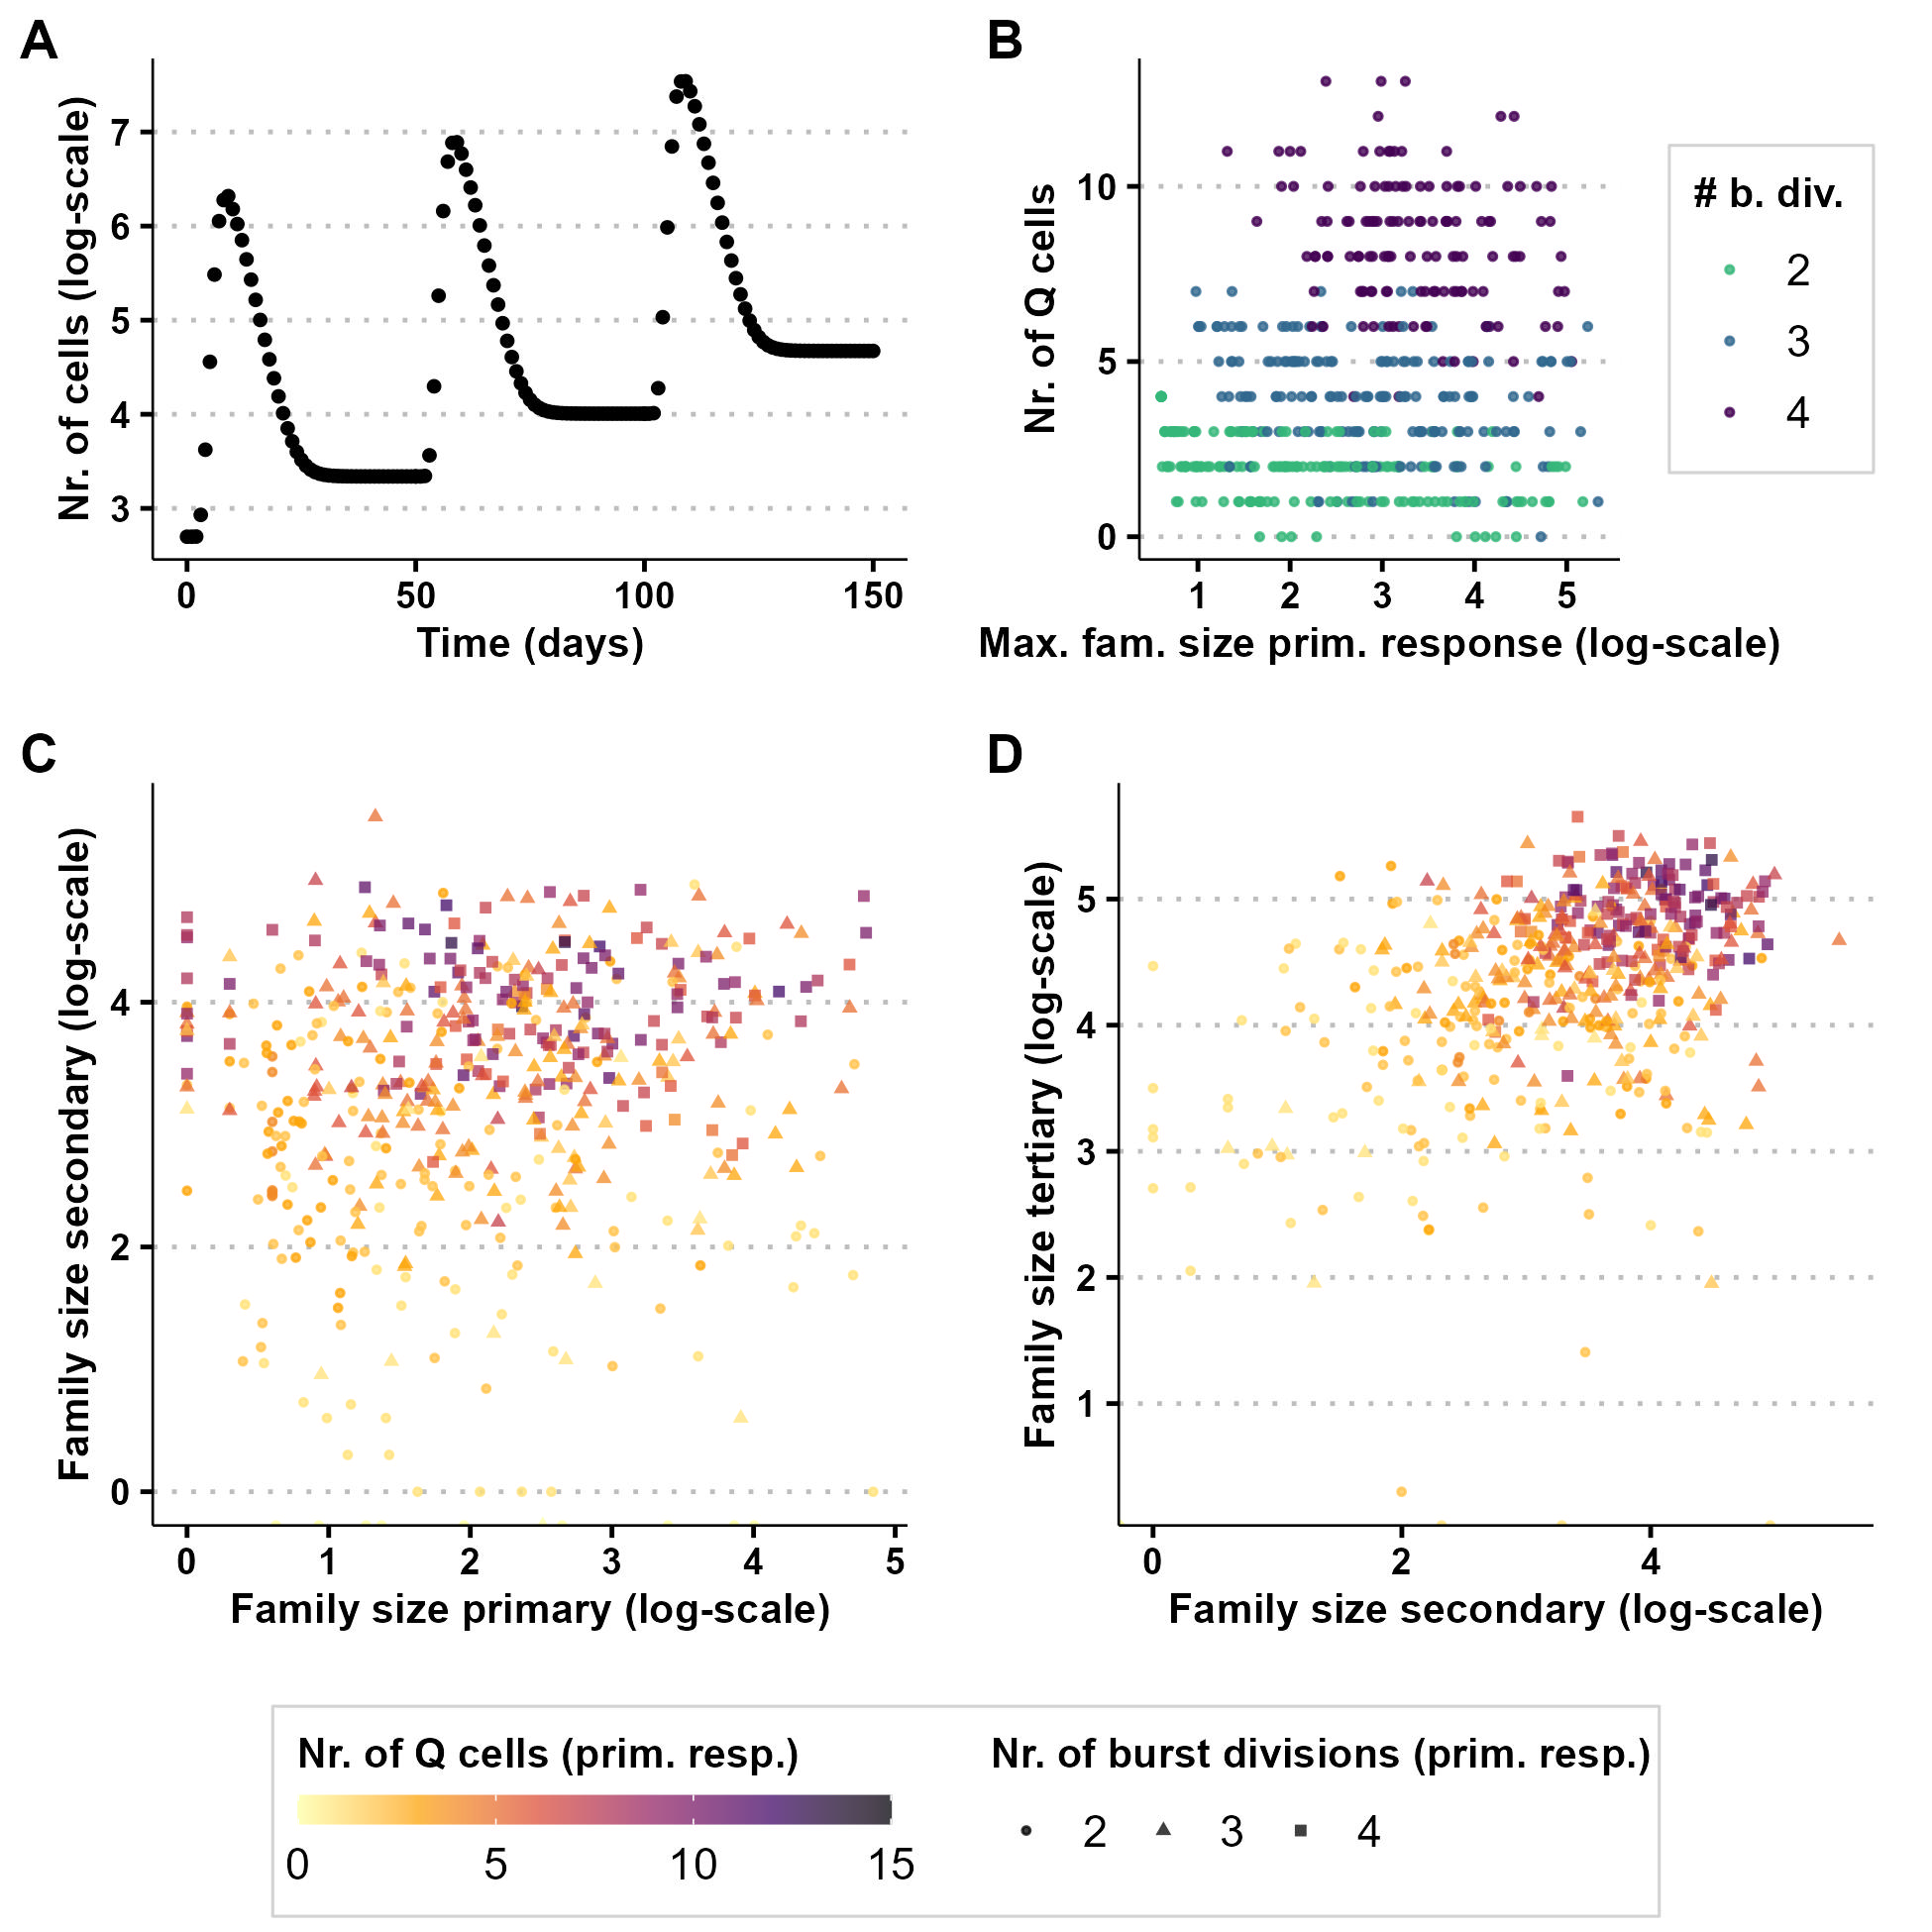 A
Nr. of cells (log-scale)
7
6
5
4
3
0 50 100 150
Time (days)
B
Nr. of Q cells
10
5
0
1 2 3 4 5
Max. fam. size prim. response (log-scale)
# b. div.
2
3
4
C
Family size secondary (log-scale)
4
2
0
0 1 2 3 4 5
Family size primary (log-scale)
D
Family size tertiary (log-scale)
5
4
3
2
1
0 2 4
Family size secondary (log-scale)
Nr. of Q cells (prim. resp.)
0 5 10 15
Nr. of burst divisions (prim. resp.)
2 3 4